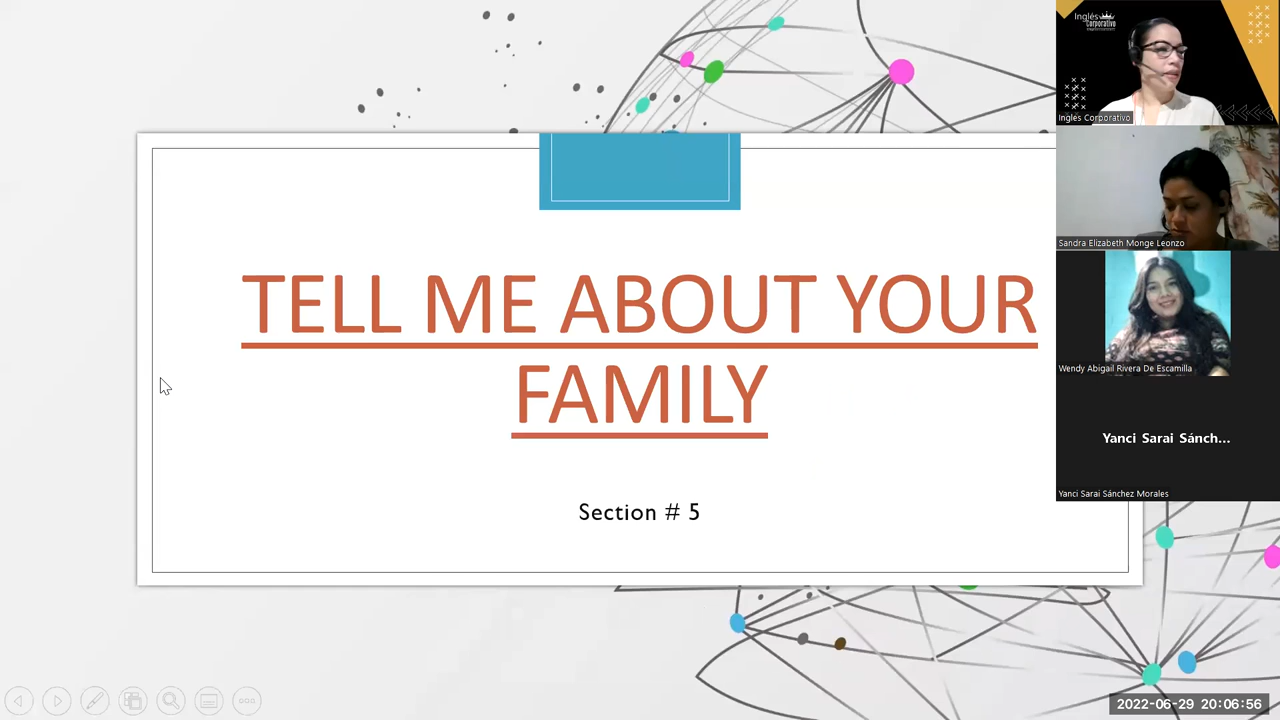 TELL ME ABOUT YOUR
FAMILY
Section # 5
Inglés
Corporativo
Inglés Corporativo
Sandra Elizabeth Monge Leonzo
Wendy Abigail Rivera De Escamilla
Yanci Sarai Sánch...
Yanci Sarai Sánchez Morales
2022-06-29 20:06:56